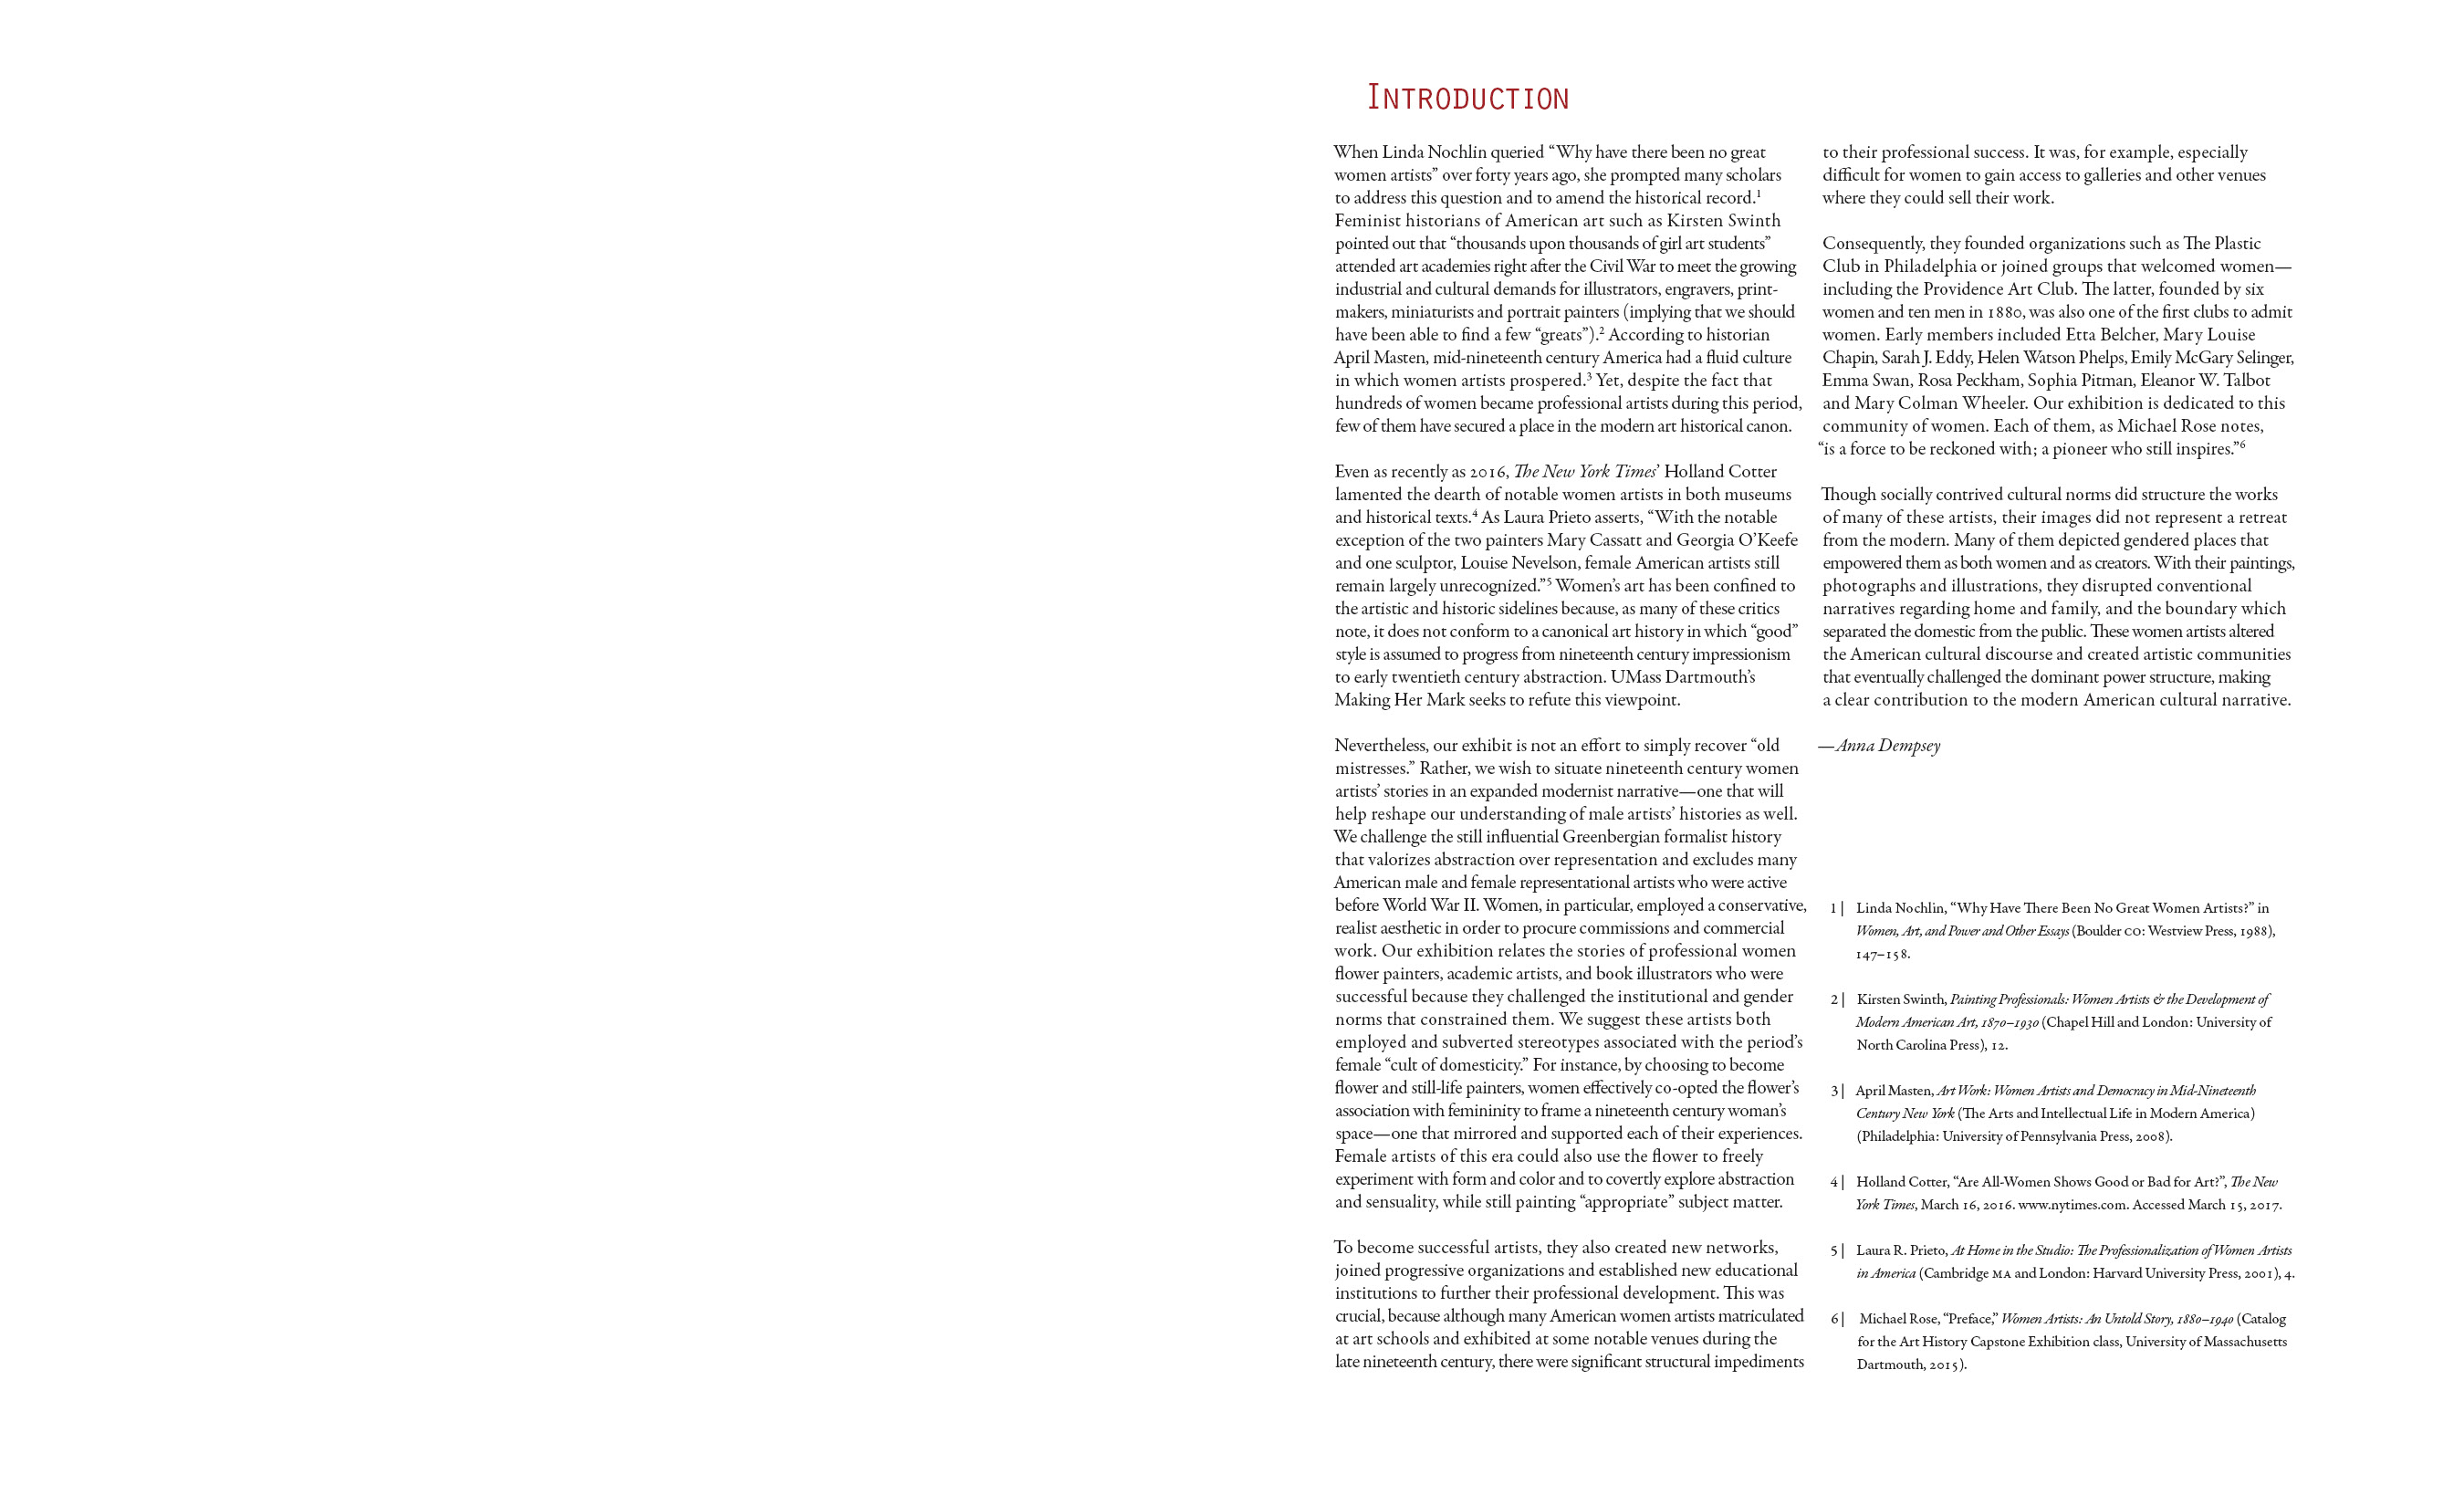 Introduction
When Linda Nochlin queried “Why have there been no great
women artists” over forty years ago, she prompted many scholars
to address this question and to amend the historical record.1
Feminist historians of American art such as Kirsten Swinth
pointed out that “thousands upon thousands of girl art students”
attended art academies right after the Civil War to meet the growing
industrial and cultural demands for illustrators, engravers, print-
makers, miniaturists and portrait painters (implying that we should
have been able to find a few “greats”).2 According to historian
April Masten, mid-nineteenth century America had a fluid culture
in which women artists prospered.3 Yet, despite the fact that
hundreds of women became professional artists during this period,
few of them have secured a place in the modern art historical canon.
Even as recently as 2016, The New York Times’ Holland Cotter
lamented the dearth of notable women artists in both museums
and historical texts.4 As Laura Prieto asserts, “With the notable
exception of the two painters Mary Cassatt and Georgia O’Keefe
and one sculptor, Louise Nevelson, female American artists still
remain largely unrecognized.”5 Women’s art has been confined to
the artistic and historic sidelines because, as many of these critics
note, it does not conform to a canonical art history in which “good”
style is assumed to progress from nineteenth century impressionism
to early twentieth century abstraction. UMass Dartmouth’s
Making Her Mark seeks to refute this viewpoint.
Nevertheless, our exhibit is not an effort to simply recover “old
mistresses.” Rather, we wish to situate nineteenth century women
artists’ stories in an expanded modernist narrative—one that will
help reshape our understanding of male artists’ histories as well.
We challenge the still influential Greenbergian formalist history
that valorizes abstraction over representation and excludes many
American male and female representational artists who were active
before World War II. Women, in particular, employed a conservative,
realist aesthetic in order to procure commissions and commercial
work. Our exhibition relates the stories of professional women
flower painters, academic artists, and book illustrators who were
successful because they challenged the institutional and gender
norms that constrained them. We suggest these artists both
employed and subverted stereotypes associated with the period’s
female “cult of domesticity.” For instance, by choosing to become
flower and still-life painters, women effectively co-opted the flower’s
association with femininity to frame a nineteenth century woman’s
space—one that mirrored and supported each of their experiences.
Female artists of this era could also use the flower to freely
experiment with form and color and to covertly explore abstraction
and sensuality, while still painting “appropriate” subject matter.
To become successful artists, they also created new networks,
joined progressive organizations and established new educational
institutions to further their professional development. This was
crucial, because although many American women artists matriculated
at art schools and exhibited at some notable venues during the
late nineteenth century, there were significant structural impediments
to their professional success. It was, for example, especially
difficult for women to gain access to galleries and other venues
where they could sell their work.
Consequently, they founded organizations such as The Plastic
Club in Philadelphia or joined groups that welcomed women—
including the Providence Art Club. The latter, founded by six
women and ten men in 1880, was also one of the first clubs to admit
women. Early members included Etta Belcher, Mary Louise
Chapin, Sarah J. Eddy, Helen Watson Phelps, Emily McGary Selinger,
Emma Swan, Rosa Peckham, Sophia Pitman, Eleanor W. Talbot
and Mary Colman Wheeler. Our exhibition is dedicated to this
community of women. Each of them, as Michael Rose notes,
“is a force to be reckoned with; a pioneer who still inspires.”6
Though socially contrived cultural norms did structure the works
of many of these artists, their images did not represent a retreat
from the modern. Many of them depicted gendered places that
empowered them as both women and as creators. With their paintings,
photographs and illustrations, they disrupted conventional
narratives regarding home and family, and the boundary which
separated the domestic from the public. These women artists altered
the American cultural discourse and created artistic communities
that eventually challenged the dominant power structure, making
a clear contribution to the modern American cultural narrative.
—Anna Dempsey
1 | Linda Nochlin, “Why Have There Been No Great Women Artists?” in
Women, Art, and Power and Other Essays (Boulder CO: Westview Press, 1988),
147–158.
2 | Kirsten Swinth, Painting Professionals: Women Artists & the Development of
Modern American Art, 1870–1930 (Chapel Hill and London: University of
North Carolina Press), 12.
3 | April Masten, Art Work: Women Artists and Democracy in Mid-Nineteenth
Century New York (The Arts and Intellectual Life in Modern America)
(Philadelphia: University of Pennsylvania Press, 2008).
4 | Holland Cotter, “Are All-Women Shows Good or Bad for Art?”, The New
York Times, March 16, 2016. www.nytimes.com. Accessed March 15, 2017.
5 | Laura R. Prieto, At Home in the Studio: The Professionalization of Women Artists
in America (Cambridge MA and London: Harvard University Press, 2001), 4.
6 | Michael Rose, “Preface,” Women Artists: An Untold Story, 1880–1940 (Catalog
for the Art History Capstone Exhibition class, University of Massachusetts
Dartmouth, 2015).